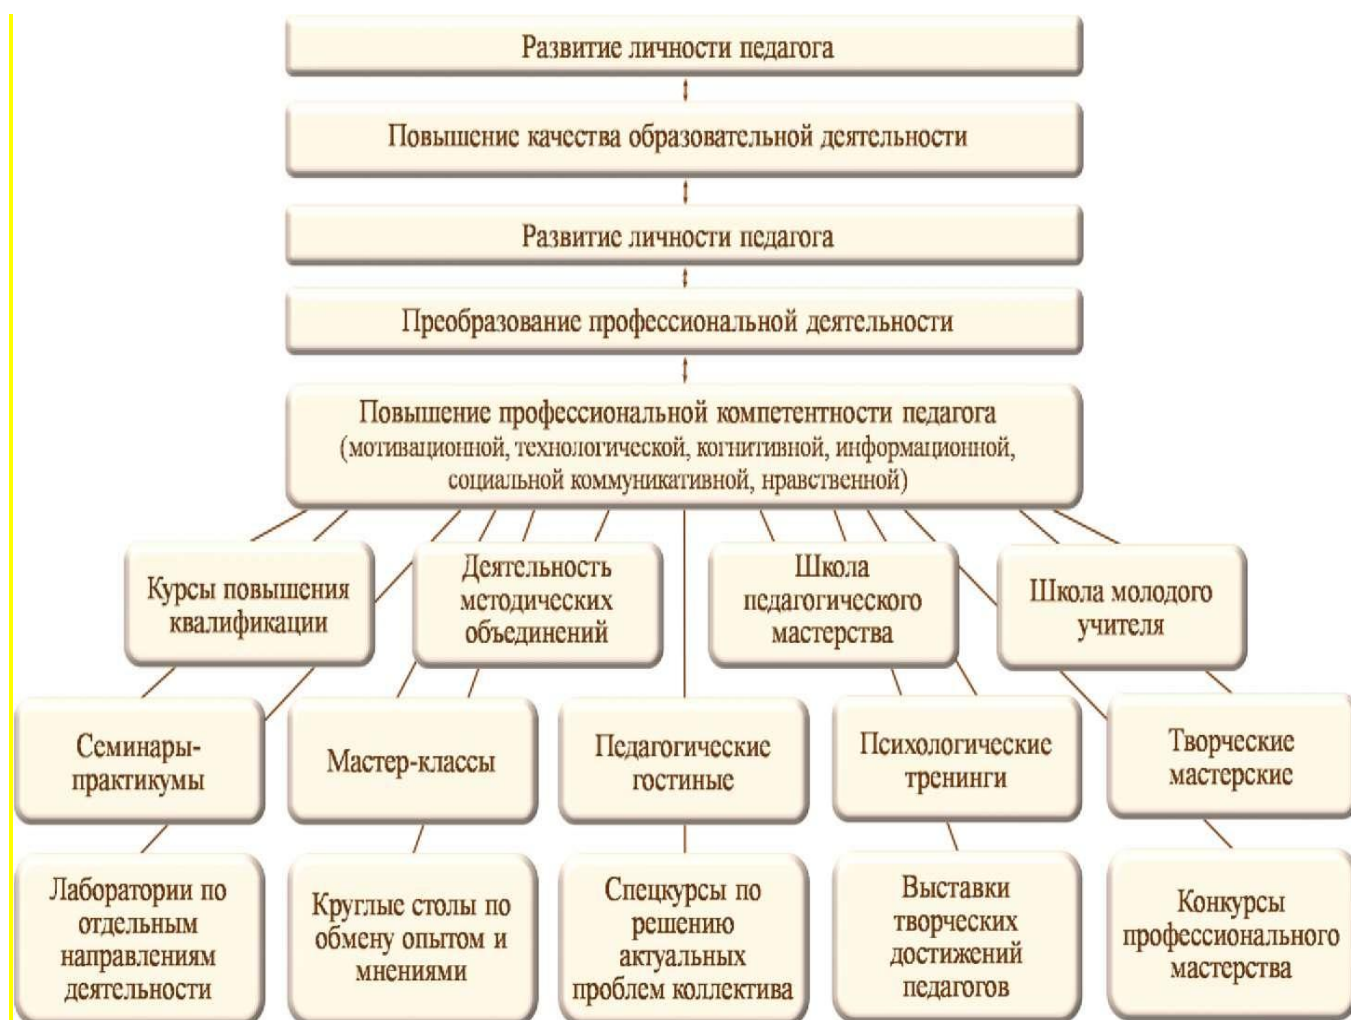 Развитие личности педагога
Повышение качества образовательной деятельности
Развитие личности педагога
Преобразование профессиональной деятельности
Повышение профессиональной компетентности педагога
(мотивационной, технологической, когнитивной, информационной,
социальной коммуникативной, нравственной)
Курсы повышения
квалификации
Деятельность
методических
объединений
Школа
педагогического
мастерства
Школа молодого
учителя
Семинары-
практикумы
Мастер-классы
Педагогические
гостиные
Психологические
тренинги
Творческие
мастерские
Лаборатории по
отдельным
направлениям
деятельности
Круглые столы по
обмену опытом и
мнениями
Спецкурсы по
решению
актуальных
проблем коллектива
Выставки
творческих
достижений
педагогов
Конкурсы
профессионального
мастерства